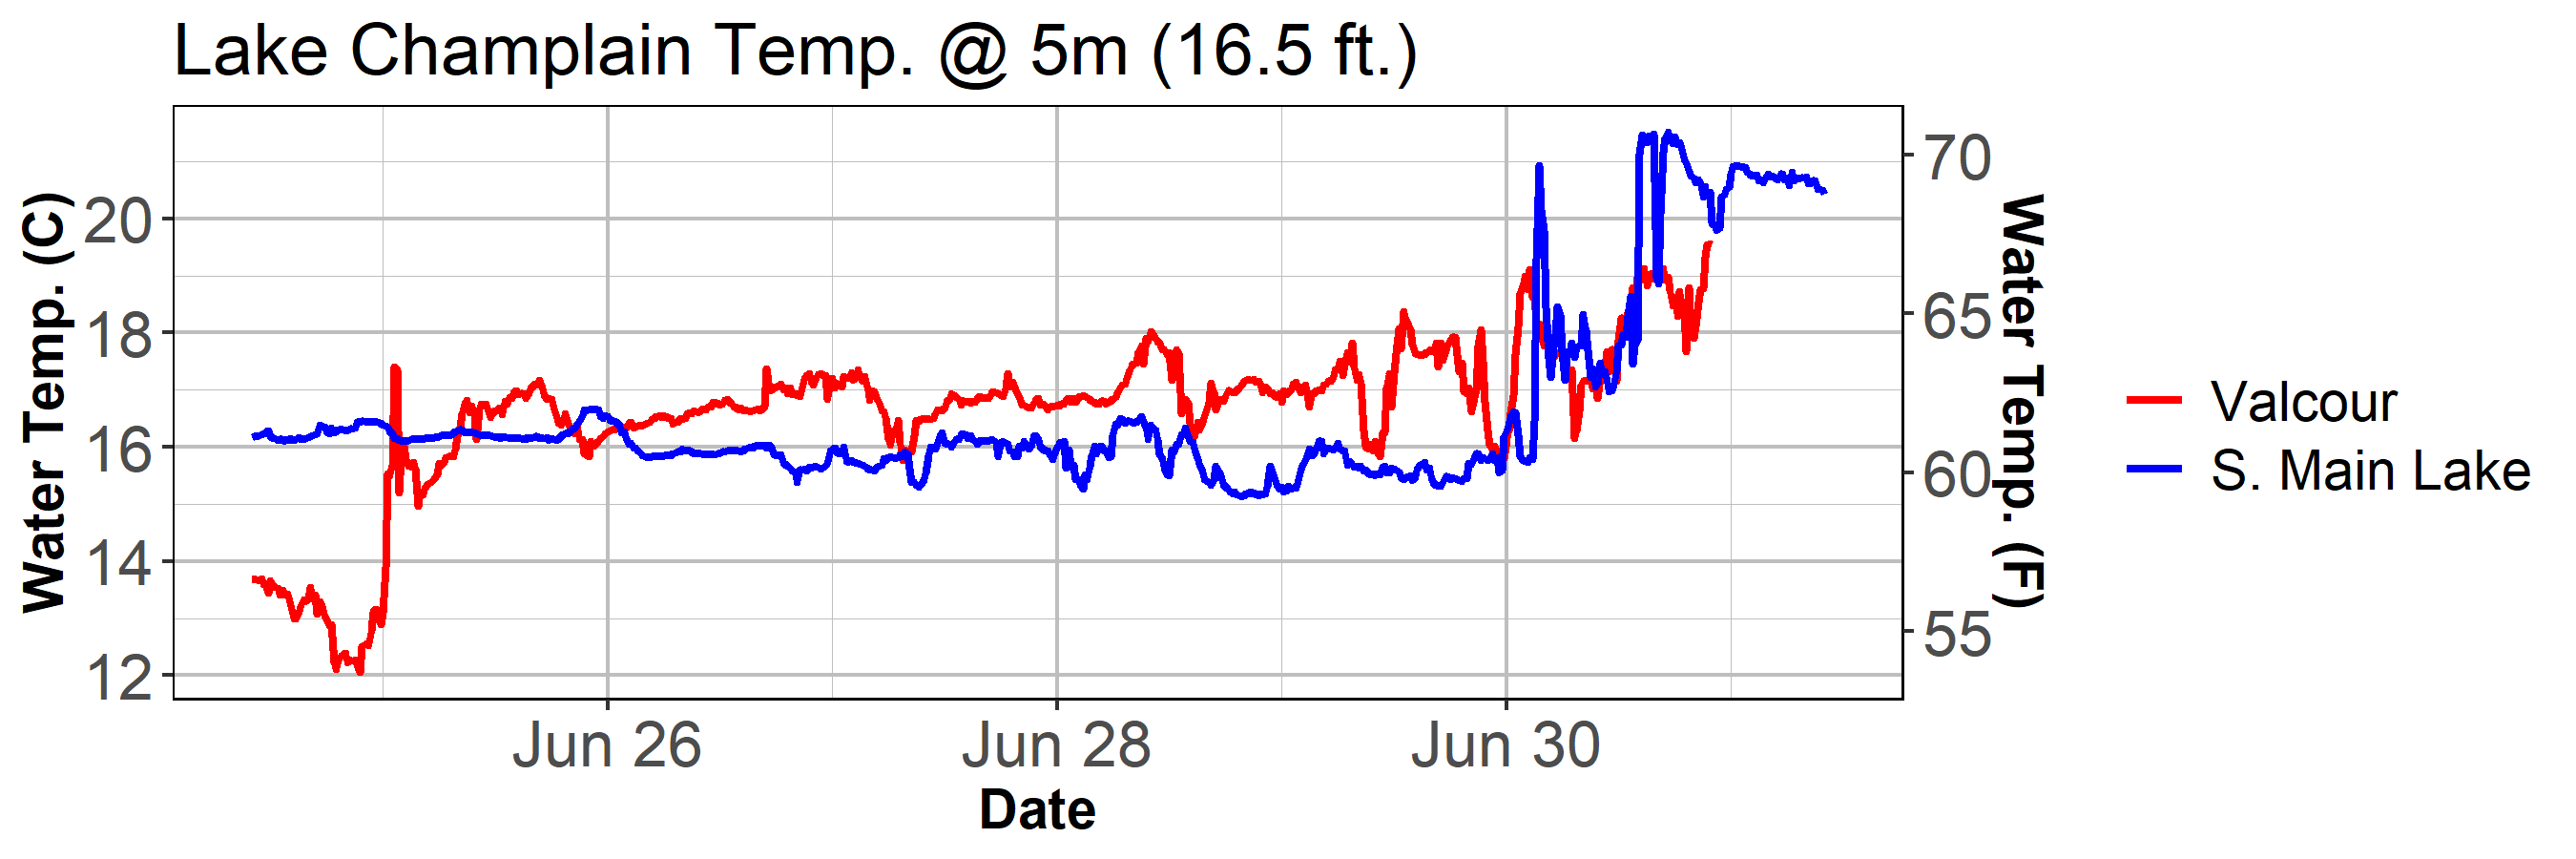 Lake Champlain Temp. @ 5m (16.5 ft.)
Water Temp. (C)
20
18
16
14
12
70
65
60
55
Water Temp. (F)
Jun 26
Jun 28
Jun 30
Date
Valcour
S. Main Lake